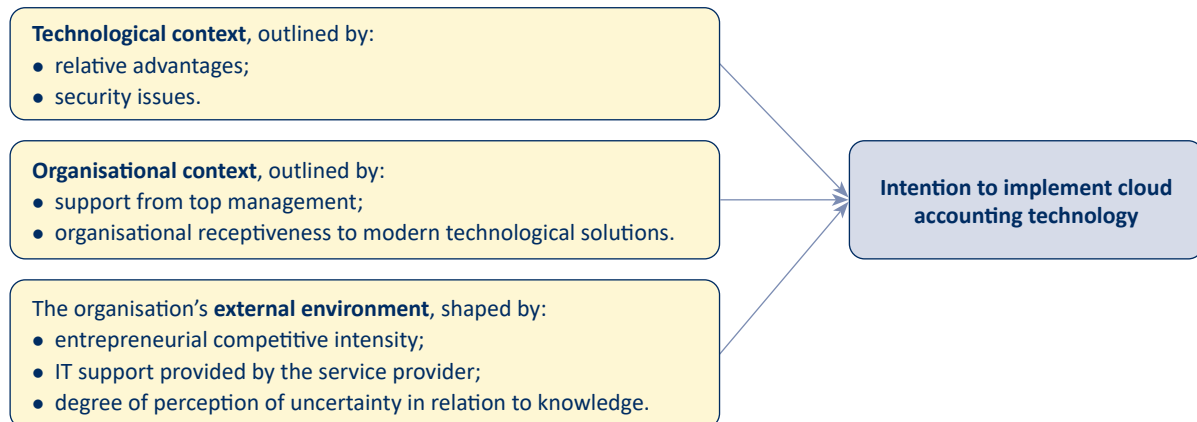 Technological context, outlined by:
● relative advantages;
● security issues.
Organisational context, outlined by:
● support from top management;
● organisational receptiveness to modern technological solutions.
The organisation's external environment, shaped by:
● entrepreneurial competitive intensity;
● IT support provided by the service provider;
● degree of perception of uncertainty in relation to knowledge.
Intention to implement cloud
accounting technology